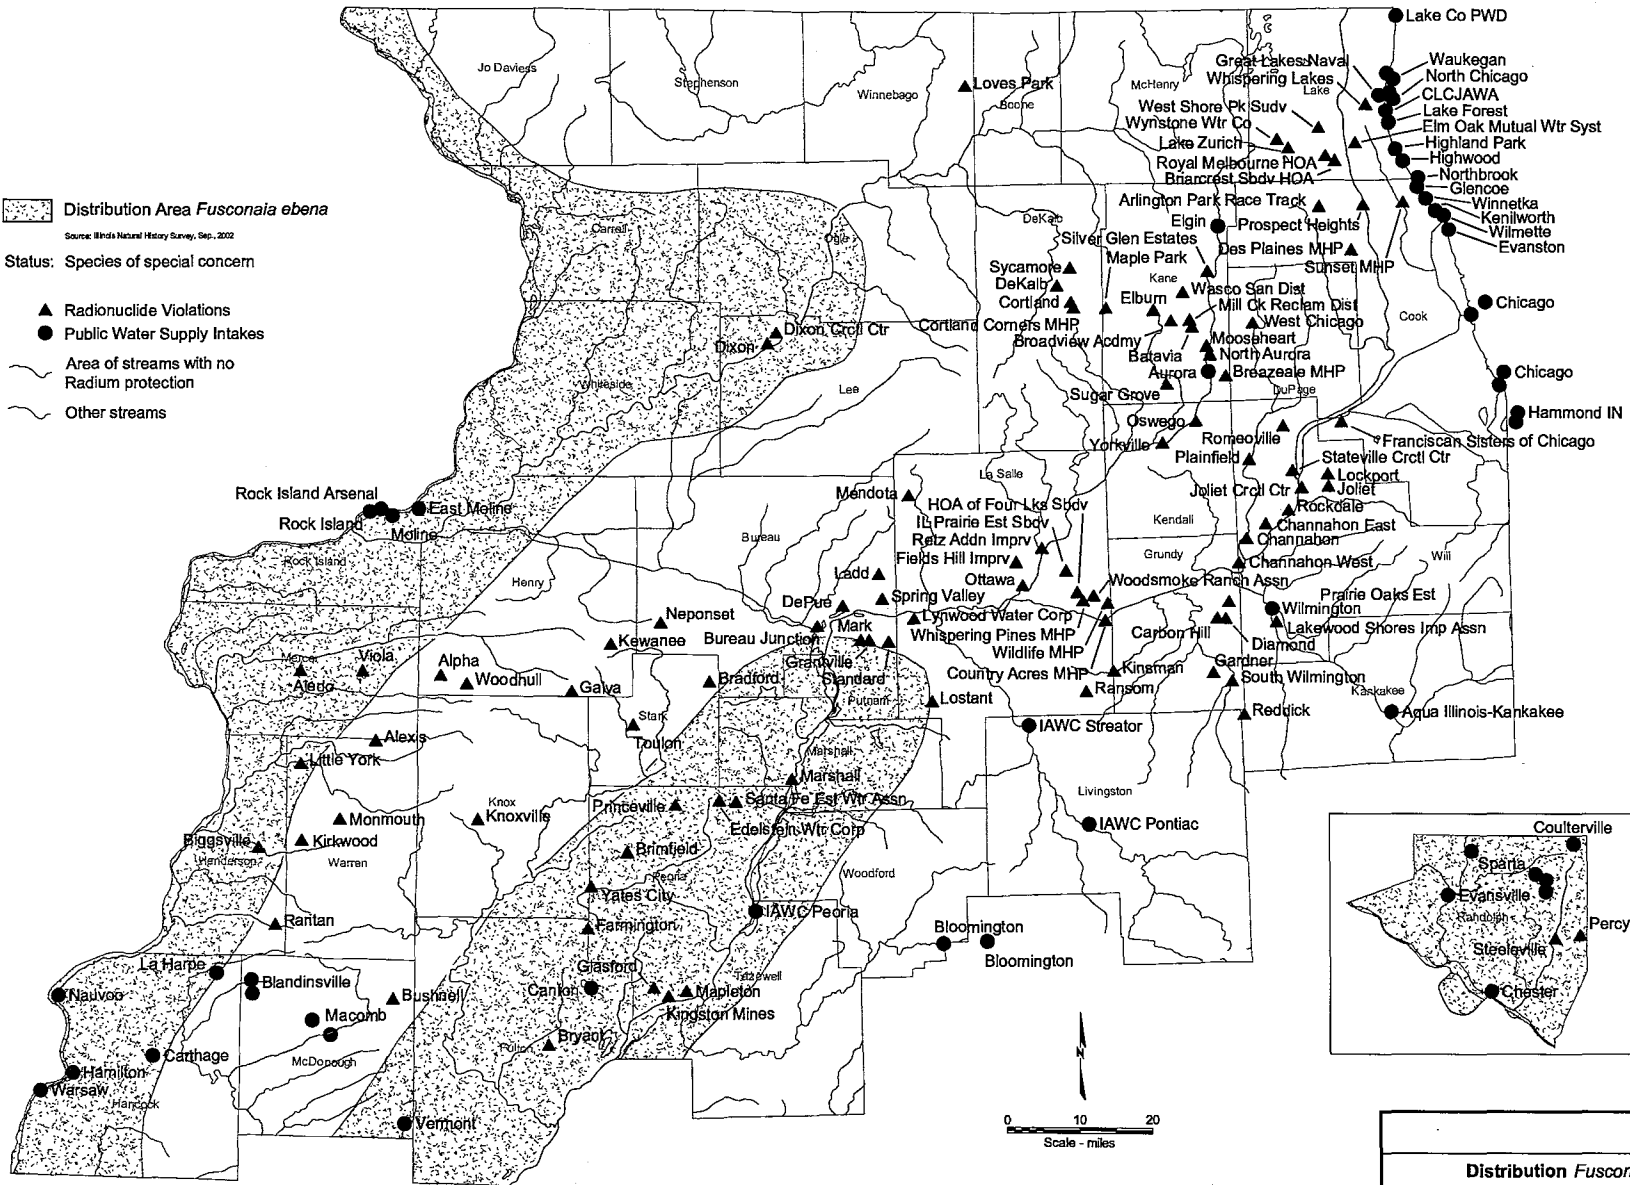 Lake Co PWD
Jo Daviess
Stephenson
Winnebago
Loves Park
Boone
McHenry
Great Lakes Naval
Whispering Lakes
Lake
Waukegan
North Chicago
CLCJAWA
Lake Forest
Elm Oak Mutual Wtr Syst
Highland Park
Highwood
Northbrook
Glencoe
Winnetka
Kenilworth
Wilmette
Evanston
West Shore Pk Sudv
Wynstone Wtr Co
Lake Zurich
Royal Melbourne HOA
Briarcrest Sbdv HOA
Arlington Park Race Track
Elgin
Prospect Heights
Des Plaines MHP
Sunset MHP
Distribution Area Fusconaia ebena
Source: Illinois Natural History Survey, Sep., 2002
Status: Species of special concern
Radionuclide Violations
Public Water Supply Intakes
Area of streams with no
Radium protection
Other streams
Carroll
Ogle
DeKalb
Silver Glen Estates
Maple Park
Kane
Sycamore
DeKalb
Cortland
Cortland Corners MHP
Elburn
Wasco San Dist
Mill Ck Reclam Dist
West Chicago
Broadview Acdmy
Batavia
Mooseheart
North Aurora
Aurora
Breazeale MHP
Sugar Grove
DuPage
Cook
Chicago
Chicago
Hammond IN
Dixon Crctl Ctr
Dixon
Whiteside
Lee
Oswego
Yorkville
Romeoville
Plainfield
Franciscan Sisters of Chicago
Stateville Crctl Ctr
Lockport
Joliet Crctl Ctr
Joliet
Rockdale
Channahon East
Channahon
Channahon West
Kendall
Grundy
Will
La Salle
Rock Island Arsenal
Rock Island
East Moline
Moline
Rock Island
Henry
Bureau
Mendota
HOA of Four Lks Sbdv
IL Prairie Est Sbdv
Retz Addn Imprv
Fields Hill Imprv
Ottawa
Woodsmoke Ranch Assn
Ladd
Spring Valley
DePue
Lynwood Water Corp
Whispering Pines MHP
Wildlife MHP
Country Acres MHP
Prairie Oaks Est
Wilmington
Lakewood Shores Imp Assn
Carbon Hill
Diamond
Gardner
South Wilmington
Kinsman
Ransom
Reddick
Kankakee
Aqua Illinois-Kankakee
Neponset
Kewanee
Bureau Junction
Mark
Grantville
Standard
Putnam
Lostant
IAWC Streator
Mercer
Viola
Aledo
Alpha
Woodhull
Galva
Bradford
Stark
Toulon
Alexis
Little York
Marshall
Marshall
Knox
Knoxville
Princeville
Santa Fe Est Wtr Assn
Edelstein Wtr Corp
Monmouth
Kirkwood
Warren
Biggsville
Henderson
Brimfield
Peoria
Yates City
Woodford
Livingston
IAWC Pontiac
Raritan
Farmington
IAWC Peoria
Bloomington
Bloomington
La Harpe
Blandinsville
Nauvoo
Bushnell
Macomb
Glasford
Canton
Tazewell
Mapleton
Kingston Mines
Carthage
McDonough
Fulton
Bryant
Hamilton
Warsaw
Hancock
Vermont
N
0 10 20
Scale - miles
Coulterville
Sparta
Evansville
Randolph
Percy
Steeleville
Chester
Distribution Fuscon